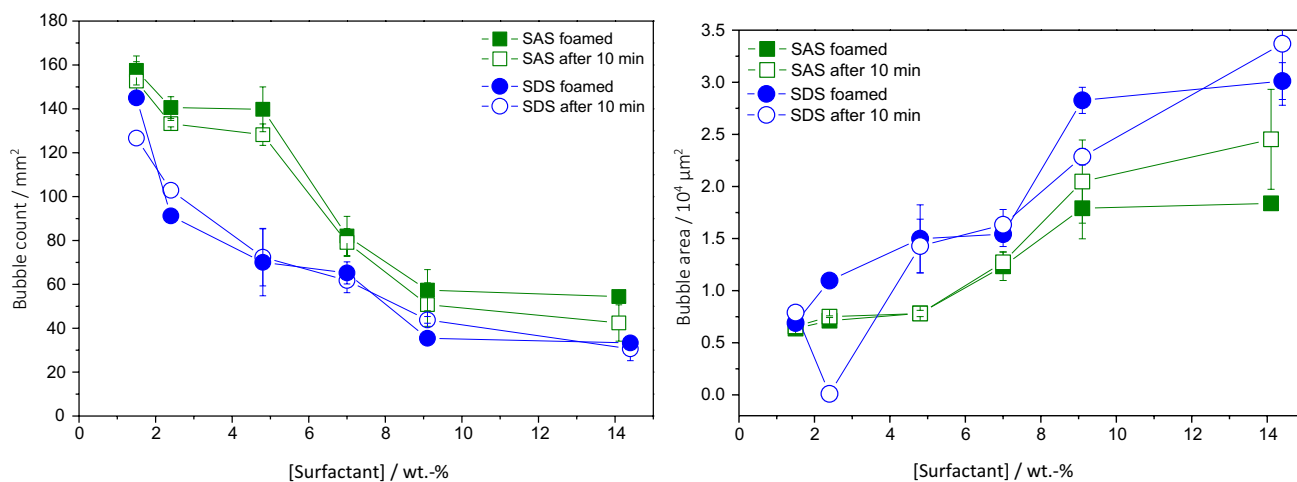 180
160
140
120
100
80
60
40
20
0
Bubble count / mm²
SAS foamed
SAS after 10 min
SDS foamed
SDS after 10 min
0 2 4 6 8 10 12 14
[Surfactant] / wt.-%
3.5
3.0
2.5
2.0
1.5
1.0
0.5
0.0
Bubble area / 10⁴ µm²
SAS foamed
SAS after 10 min
SDS foamed
SDS after 10 min
0 2 4 6 8 10 12 14
[Surfactant] / wt.-%